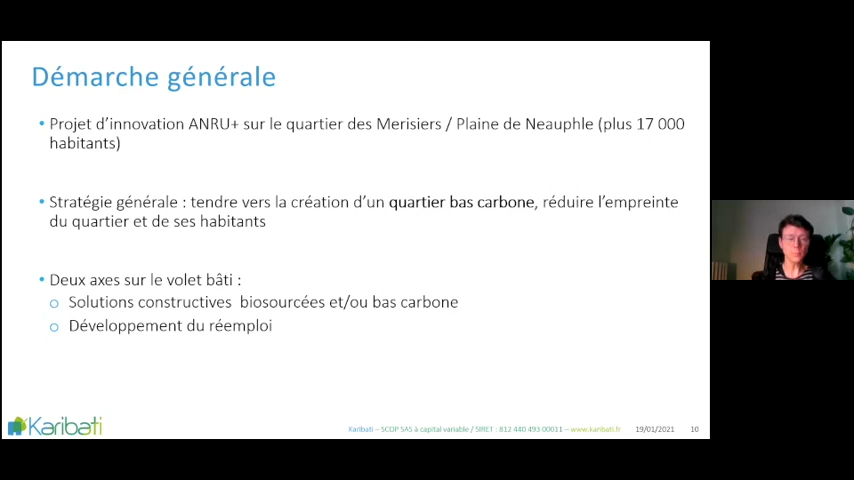 Démarche générale
• Projet d'innovation ANRU+ sur le quartier des Merisiers / Plaine de Neauphle (plus 17 000
habitants)
• Stratégie générale : tendre vers la création d'un quartier bas carbone, réduire l'empreinte
du quartier et de ses habitants
• Deux axes sur le volet bâti :
o Solutions constructives biosourcées et/ou bas carbone
o Développement du réemploi
Karibati
Karibati – SCOP SAS à capital variable / SIRET : 812 440 493 00011 – www.karibati.fr 19/01/2021 10